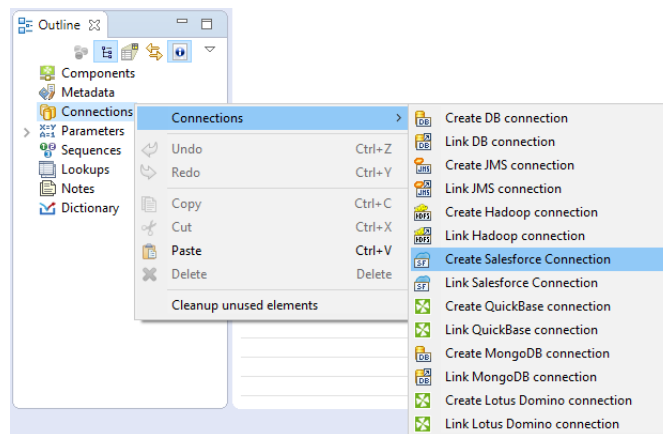 Outline
Components
Metadata
Connections
Parameters
Sequences
Lookups
Notes
Dictionary
Connections
Undo Ctrl+Z
Redo Ctrl+Y
Copy Ctrl+C
Cut Ctrl+X
Paste Ctrl+V
Delete Delete
Cleanup unused elements
Create DB connection
Link DB connection
Create JMS connection
Link JMS connection
Create Hadoop connection
Link Hadoop connection
Create Salesforce Connection
Link Salesforce Connection
Create QuickBase connection
Link QuickBase connection
Create MongoDB connection
Link MongoDB connection
Create Lotus Domino connection
Link Lotus Domino connection